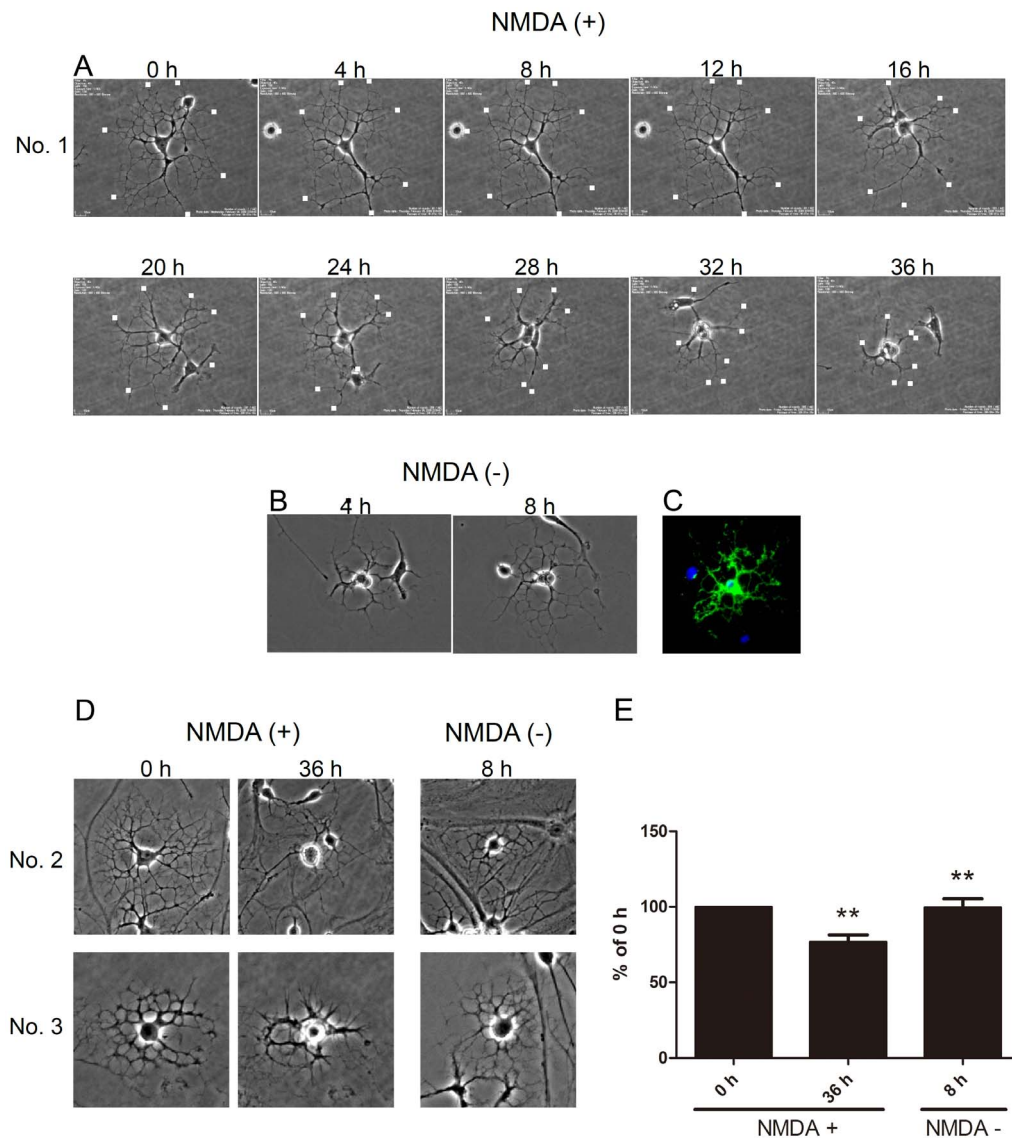 NMDA (+)
A
0 h 4 h 8 h 12 h 16 h
No. 1
20 h 24 h 28 h 32 h 36 h
NMDA (-)
B 4 h 8 h C
D
NMDA (+) NMDA (-)
0 h 36 h 8 h
No. 2
No. 3
E
150
100
50
0
% of 0 h
**
**
0 h 36 h 8 h
NMDA + NMDA -